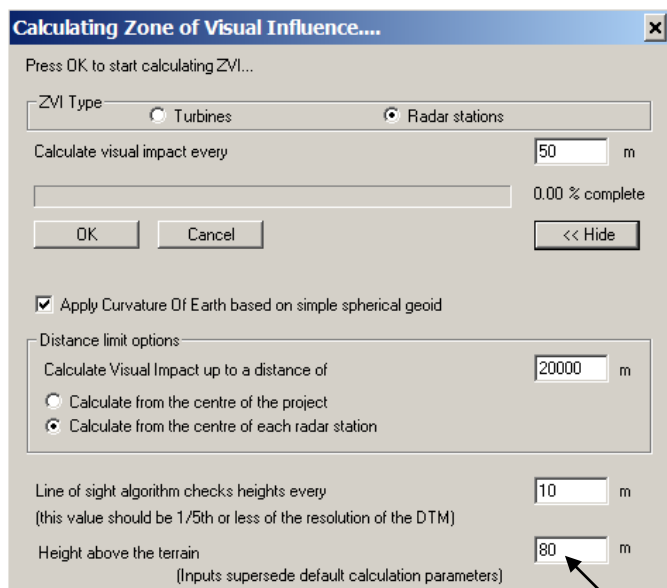 Calculating Zone of Visual Influence....
Press OK to start calculating ZVI...
ZVI Type
Turbines Radar stations
Calculate visual impact every 50 m
0.00 % complete
OK Cancel << Hide
Apply Curvature Of Earth based on simple spherical geoid
Distance limit options
Calculate Visual Impact up to a distance of 20000 m
Calculate from the centre of the project
Calculate from the centre of each radar station
Line of sight algorithm checks heights every 10 m
(this value should be 1/5th or less of the resolution of the DTM)
Height above the terrain 80 m
(Inputs supersede default calculation parameters)